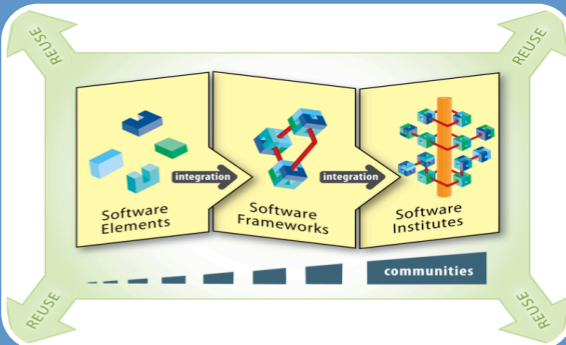 REUSE
REUSE
integration
integration
Software
Elements
Software
Frameworks
Software
Institutes
communities
REUSE
REUSE